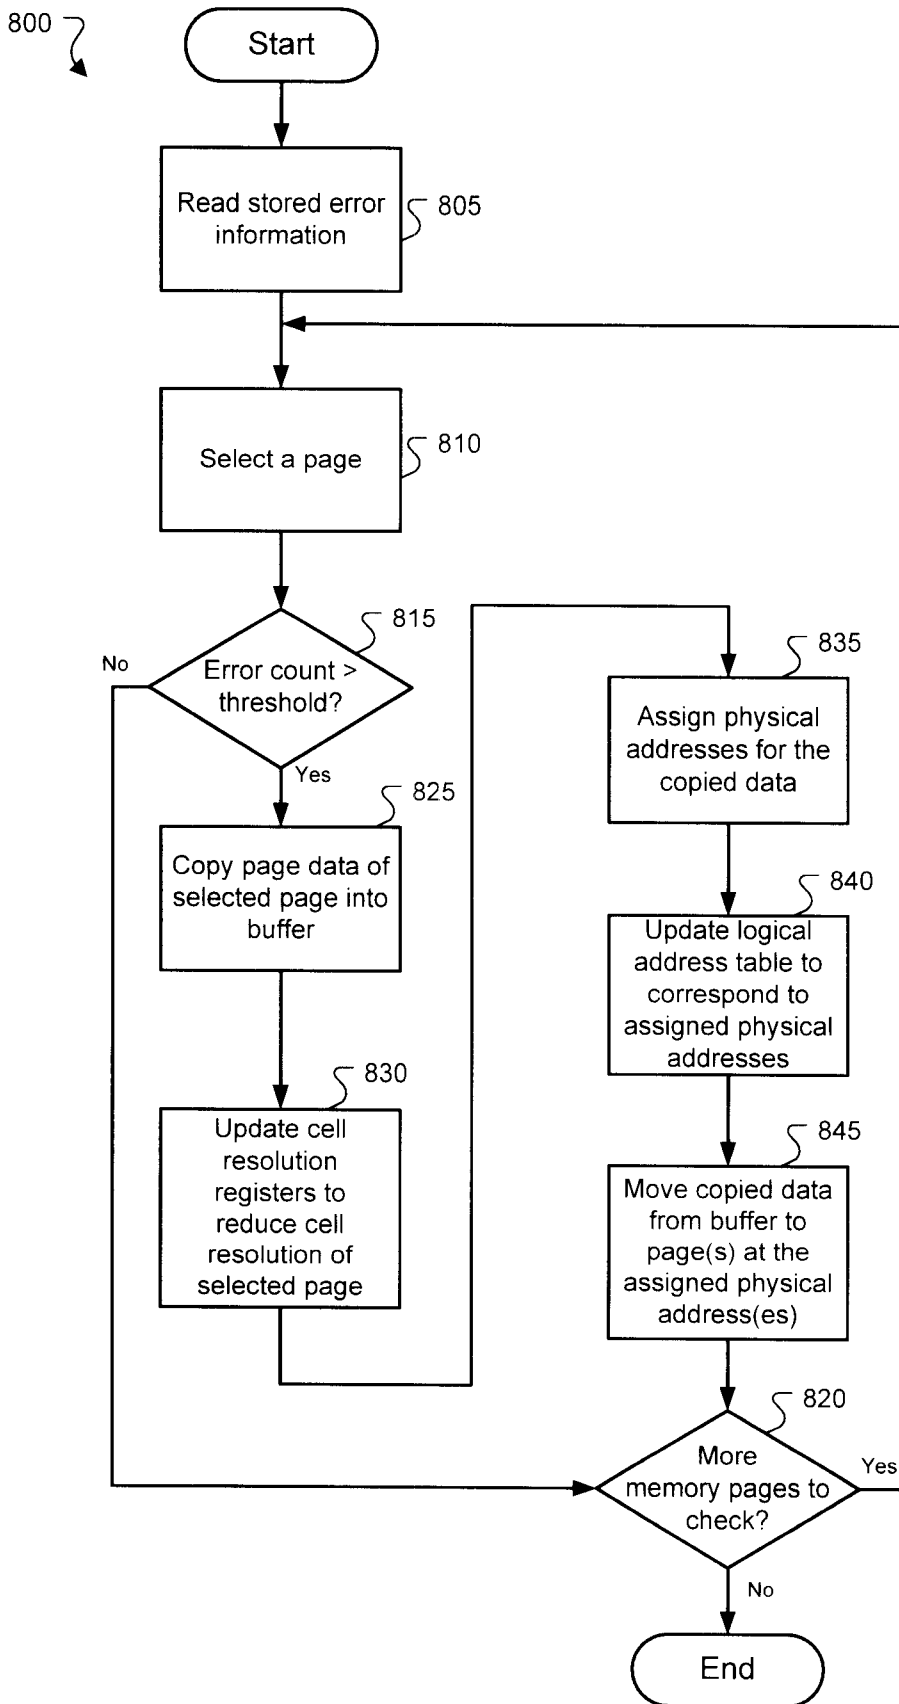 800
Start
Read stored error
information
805
Select a page
810
815
Error count >
threshold?
No
Yes
825
Copy page data of
selected page into
buffer
830
Update cell
resolution
registers to
reduce cell
resolution of
selected page
835
Assign physical
addresses for the
copied data
840
Update logical
address table to
correspond to
assigned physical
addresses
845
Move copied data
from buffer to
page(s) at the
assigned physical
address(es)
820
More
memory pages to
check?
Yes
No
End